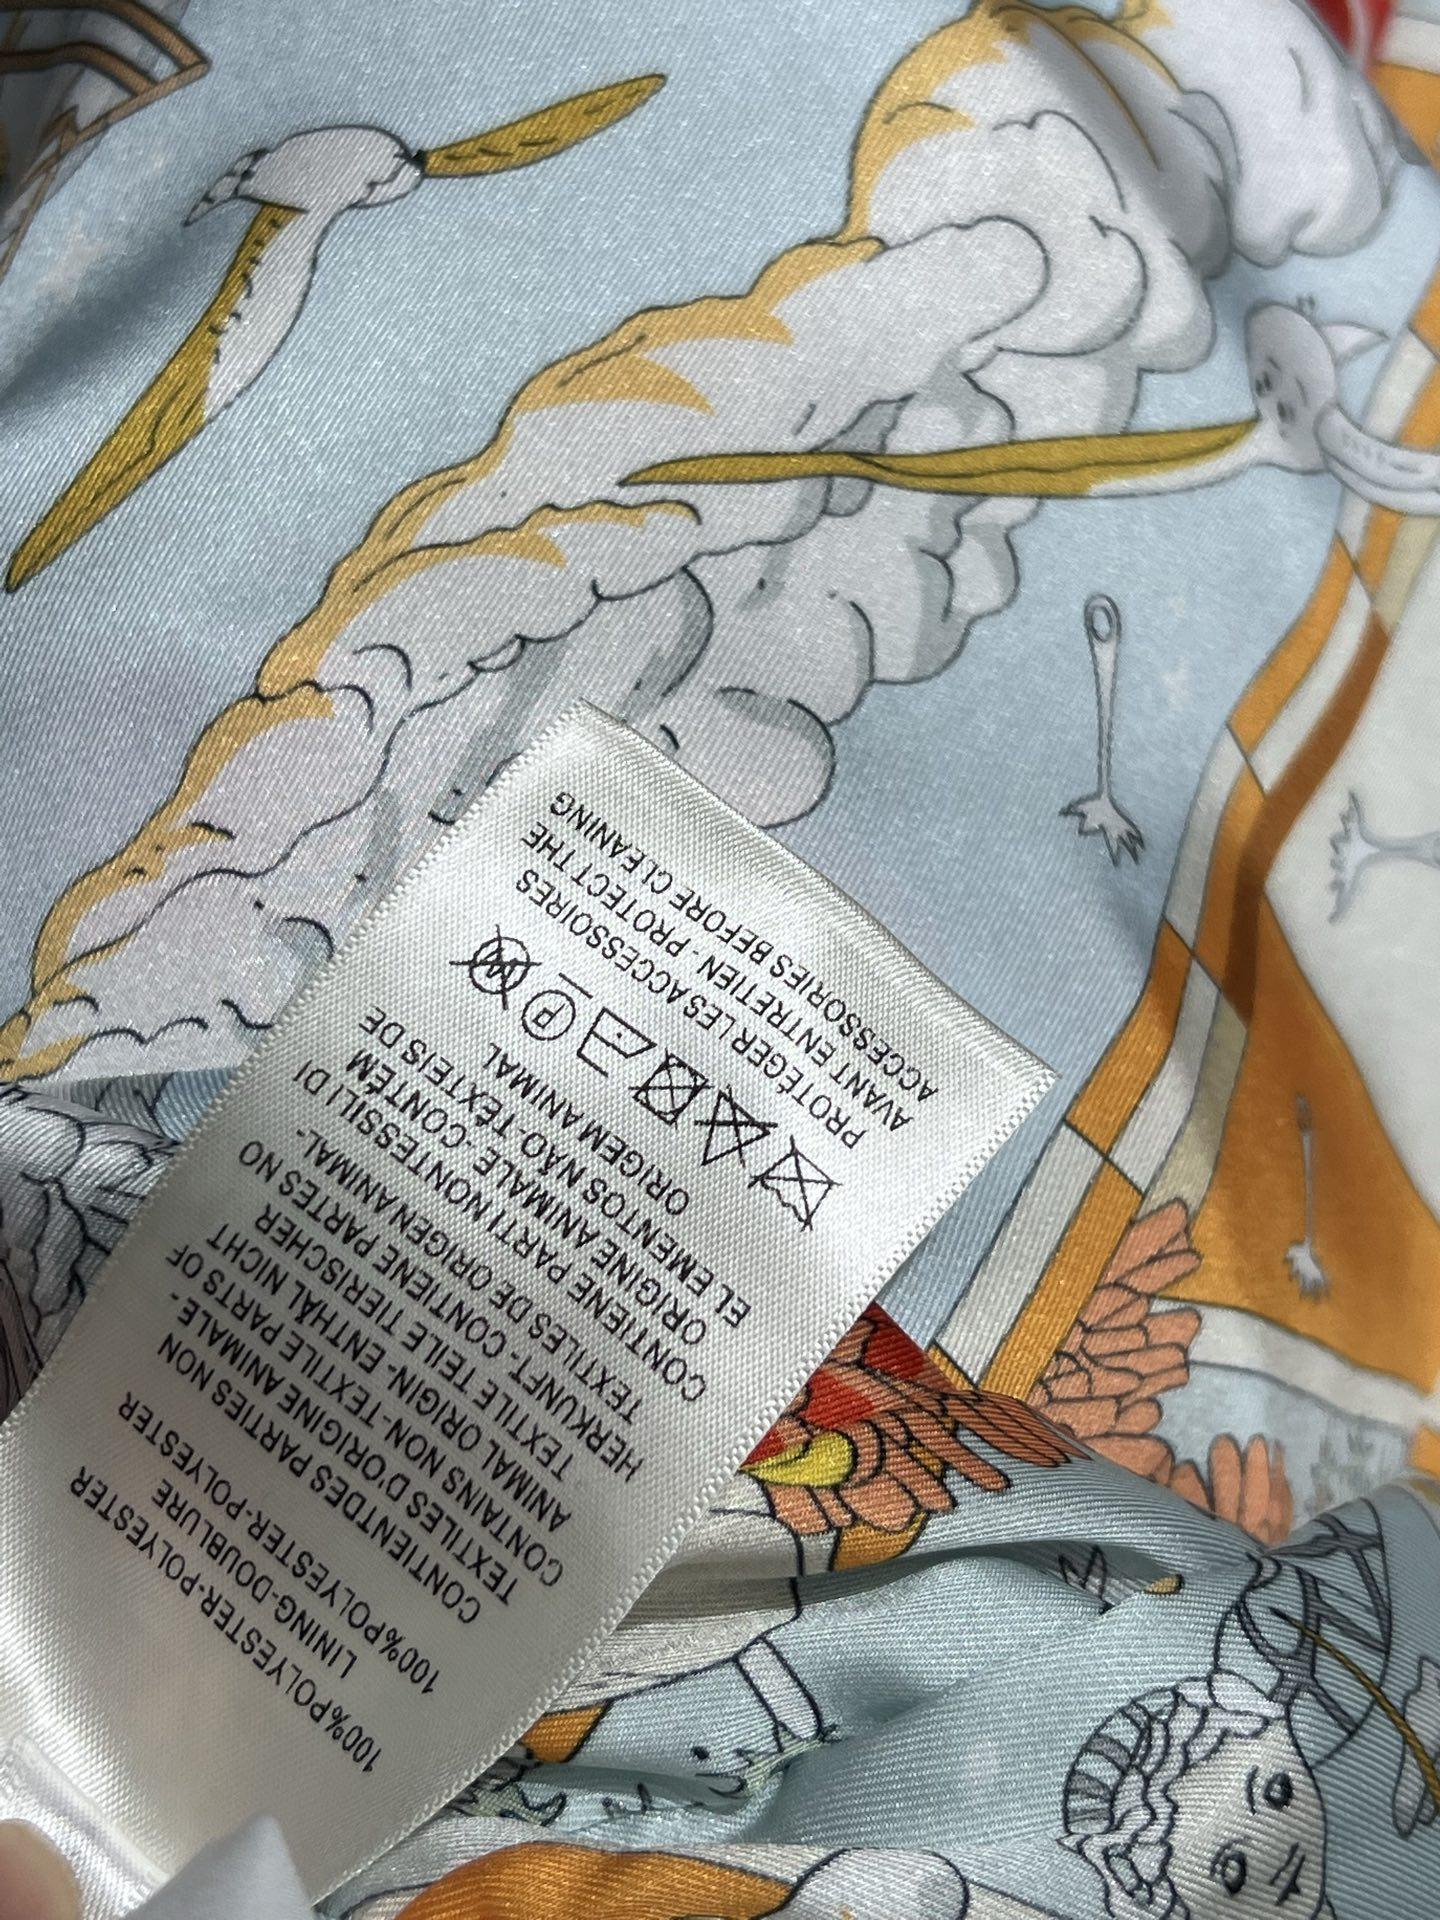 100%POLYESTER-POLYESTER
LINING-DOUBLURE
100%POLYESTER-POLYESTER
CONTIENTDES PARTIES NON
TEXTILES D'ORIGINE ANIMALE-
CONTAINS NON-TEXTILE PARTS OF
ANIMAL ORIGIN-ENTHÄL NICHT
TEXTILE TEILE TIERISCHER
HERKUNFT-CONTIENE PARTES NO
TEXTILES DE ORIGEN ANIMAL-
CONTIENE PARTI NONTESSILI DI
ORIGINE ANIMALE-CONTÉM
ELEMENTOS NÃO-TÊXTEIS DE
ORIGEM ANIMAL
W P
PROTÉGER LES ACCESSOIRES
AVANT ENTRETIEN-PROTECT THE
ACCESSORIES BEFORE CLEANING